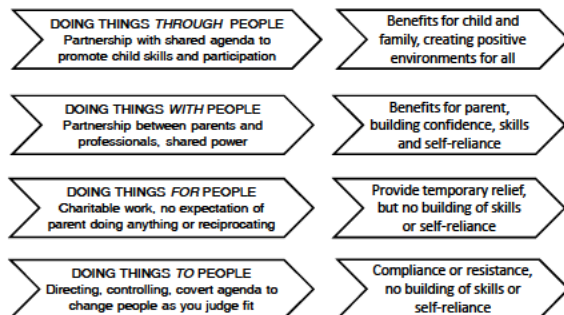 DOING THINGS THROUGH PEOPLE
Partnership with shared agenda to
promote child skills and participation
Benefits for child and
family, creating positive
environments for all
DOING THINGS WITH PEOPLE
Partnership between parents and
professionals, shared power
Benefits for parent,
building confidence, skills
and self-reliance
DOING THINGS FOR PEOPLE
Charitable work, no expectation of
parent doing anything or reciprocating
Provide temporary relief,
but no building of skills
or self-reliance
DOING THINGS TO PEOPLE
Directing, controlling, covert agenda to
change people as you judge fit
Compliance or resistance,
no building of skills or
self-reliance